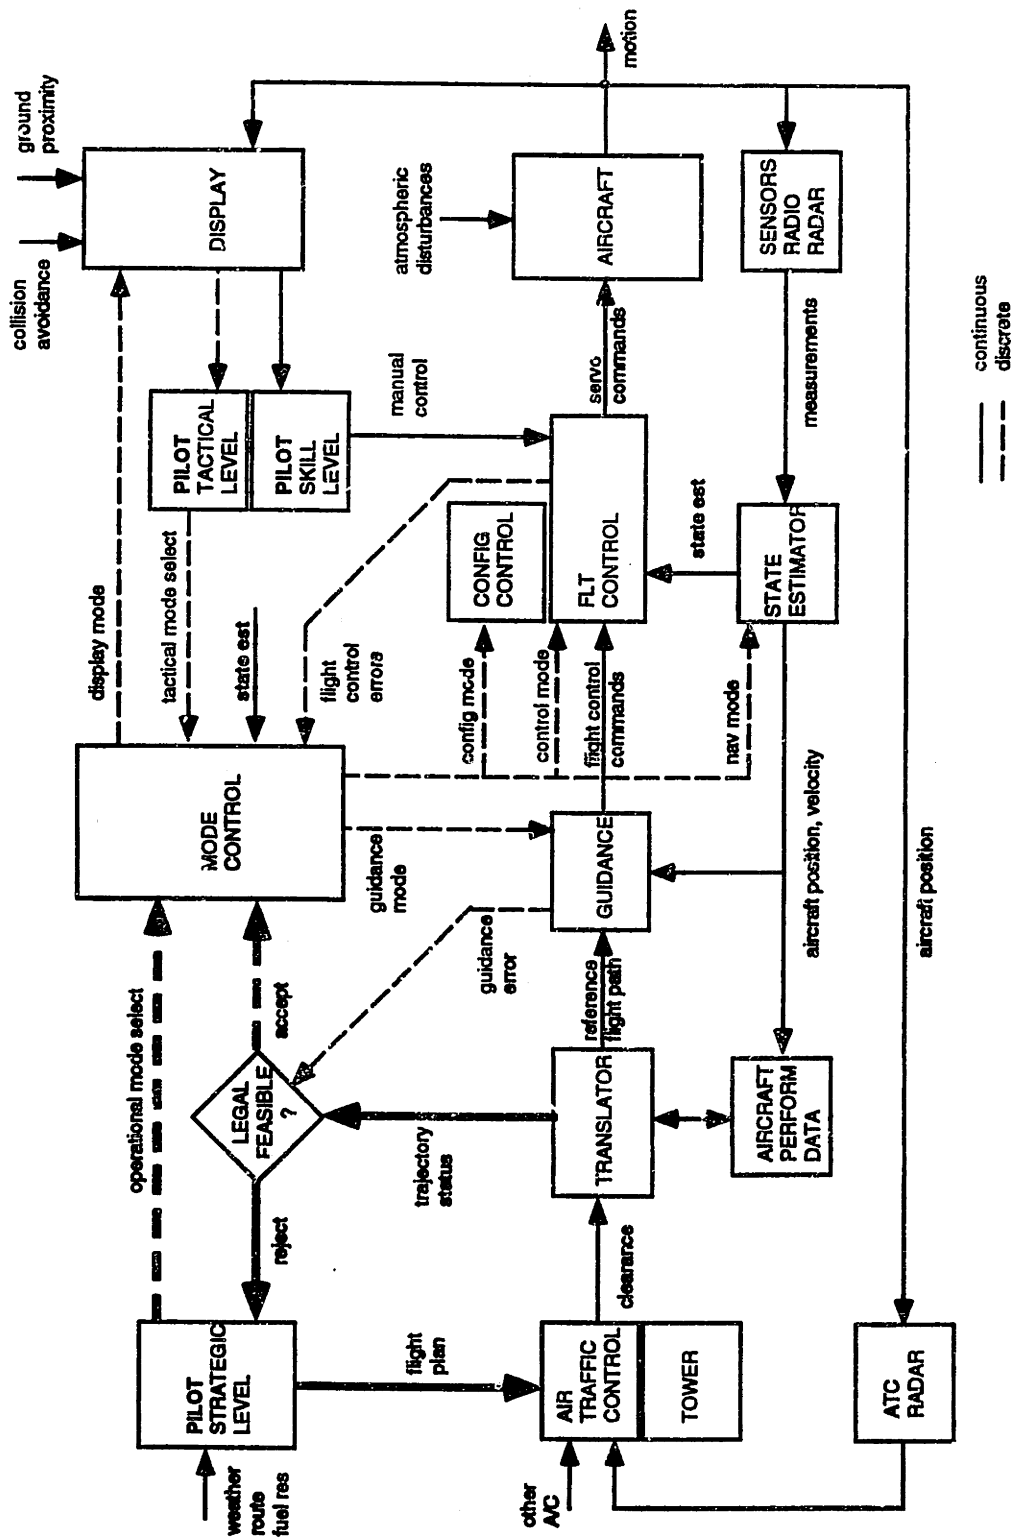 ground
proximity
collision
avoidance
DISPLAY
motion
atmospheric
disturbances
AIRCRAFT
SENSORS
RADIO
RADAR
display mode
tactical mode select
PILOT
TACTICAL
LEVEL
PILOT
SKILL
LEVEL
manual
control
servo
commands
measurements
continuous
discrete
state est
flight
control
errors
CONFIG
CONTROL
FLT
CONTROL
state est
STATE
ESTIMATOR
MODE
CONTROL
config mode
control mode
flight control
commands
nav mode
guidance
mode
GUIDANCE
aircraft position, velocity
aircraft position
operational mode select
accept
LEGAL
FEASIBLE
?
reject
guidance
error
reference
flight path
trajectory
status
TRANSLATOR
AIRCRAFT
PERFORM
DATA
PILOT
STRATEGIC
LEVEL
weather
route
fuel res
flight
plan
clearance
AIR
TRAFFIC
CONTROL
TOWER
other
A/C
ATC
RADAR